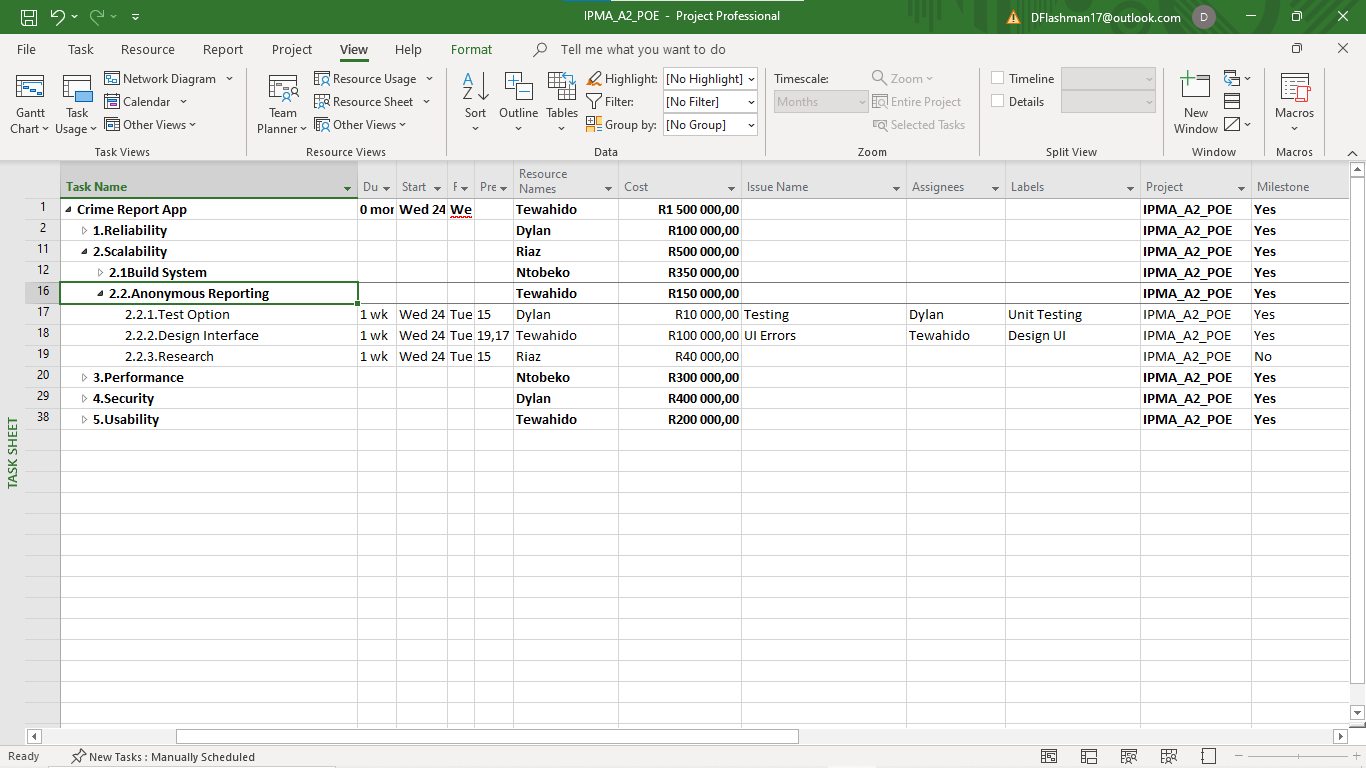 IPMA_A2_POE - Project Professional
DFlashman17@outlook.com D
File Task Resource Report Project View Help Format Tell me what you want to do
Gantt Chart
Task Usage
Network Diagram
Calendar
Other Views
Task Views
Team Planner
Resource Usage
Resource Sheet
Other Views
Resource Views
Sort
Outline
Tables
Highlight: [No Highlight]
Filter: [No Filter]
Group by: [No Group]
Data
Timescale:
Months
Zoom
Entire Project
Selected Tasks
Zoom
Timeline
Details
Split View
New Window
Window
Macros
Macros
Task Name Du Start F Pre Resource Names Cost Issue Name Assignees Labels Project Milestone
1 Crime Report App 0 mor Wed 24 We Tewahido R1 500 000,00 IPMA_A2_POE Yes
2 1.Reliability Dylan R100 000,00 IPMA_A2_POE Yes
11 2.Scalability Riaz R500 000,00 IPMA_A2_POE Yes
12 2.1Build System Ntobeko R350 000,00 IPMA_A2_POE Yes
16 2.2.Anonymous Reporting Tewahido R150 000,00 IPMA_A2_POE Yes
17 2.2.1.Test Option 1 wk Wed 24 Tue 15 Dylan R10 000,00 Testing Dylan Unit Testing IPMA_A2_POE Yes
18 2.2.2.Design Interface 1 wk Wed 24 Tue 19,17 Tewahido R100 000,00 UI Errors Tewahido Design UI IPMA_A2_POE Yes
19 2.2.3.Research 1 wk Wed 24 Tue 15 Riaz R40 000,00 IPMA_A2_POE No
20 3.Performance Ntobeko R300 000,00 IPMA_A2_POE Yes
29 4.Security Dylan R400 000,00 IPMA_A2_POE Yes
38 5.Usability Tewahido R200 000,00 IPMA_A2_POE Yes
TASK SHEET
Ready New Tasks : Manually Scheduled